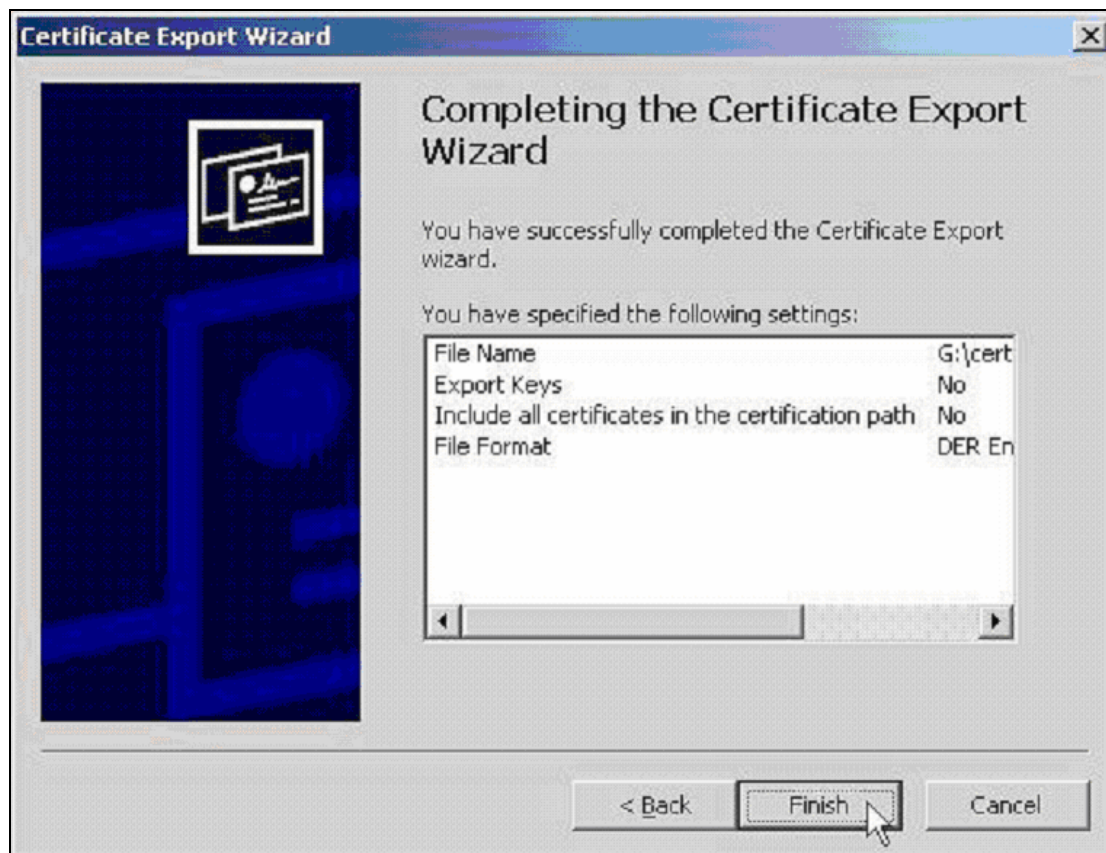 Certificate Export Wizard
Completing the Certificate Export
Wizard
You have successfully completed the Certificate Export
wizard.
You have specified the following settings:
File Name G:\cert
Export Keys No
Include all certificates in the certification path No
File Format DER En
< Back Finish Cancel